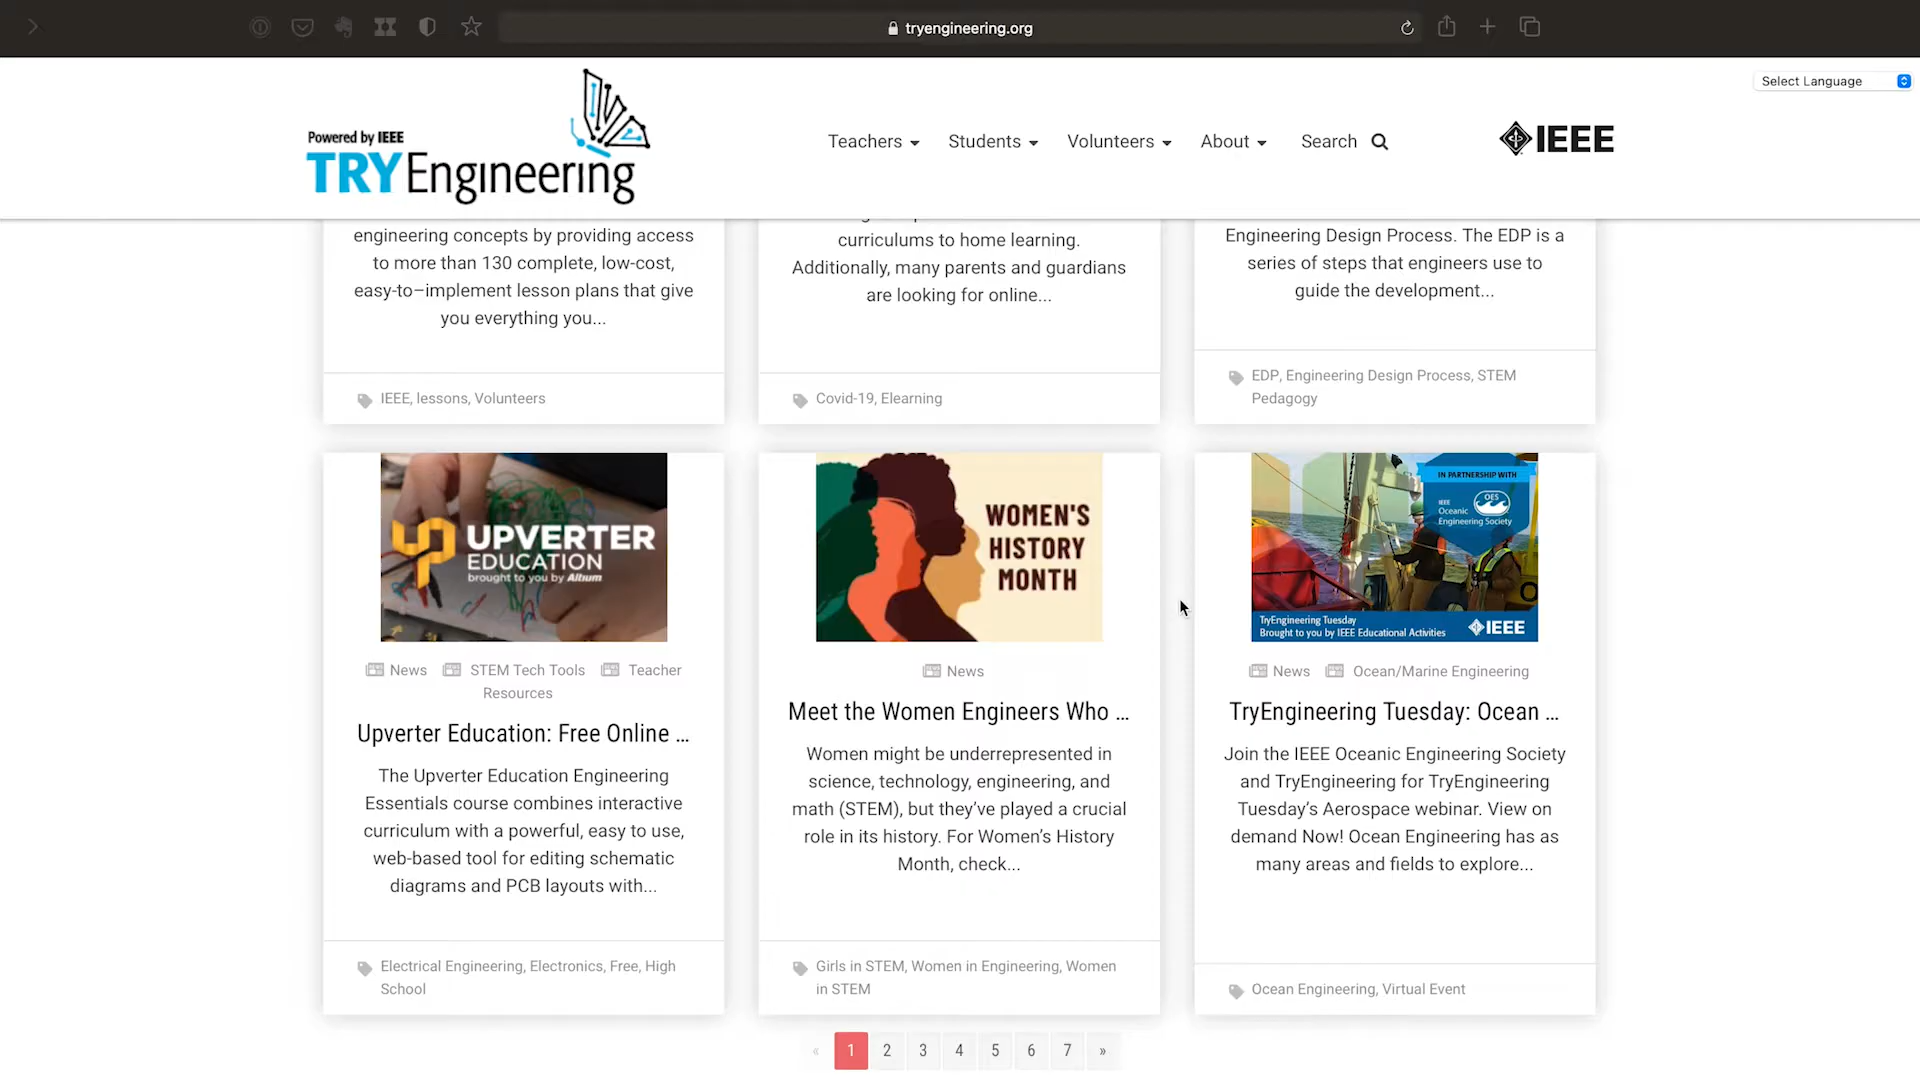 tryengineering.org
Select Language
Powered by IEEE
TRYEngineering
Teachers
Students
Volunteers
About
Search
IEEE
engineering concepts by providing access
to more than 130 complete, low-cost,
easy-to–implement lesson plans that give
you everything you...
IEEE, lessons, Volunteers
curriculums to home learning.
Additionally, many parents and guardians
are looking for online...
Covid-19, Elearning
Engineering Design Process. The EDP is a
series of steps that engineers use to
guide the development...
EDP, Engineering Design Process, STEM
Pedagogy
UPVERTER
EDUCATION
brought to you by Altium
News STEM Tech Tools Teacher
Resources
Upverter Education: Free Online ...
The Upverter Education Engineering
Essentials course combines interactive
curriculum with a powerful, easy to use,
web-based tool for editing schematic
diagrams and PCB layouts with...
Electrical Engineering, Electronics, Free, High
School
WOMEN'S
HISTORY
MONTH
News
Meet the Women Engineers Who ...
Women might be underrepresented in
science, technology, engineering, and
math (STEM), but they’ve played a crucial
role in its history. For Women’s History
Month, check...
Girls in STEM, Women in Engineering, Women
in STEM
IN PARTNERSHIP WITH
IEEE
Oceanic
Engineering Society
OES
TryEngineering Tuesday
Brought to you by IEEE Educational Activities
IEEE
News Ocean/Marine Engineering
TryEngineering Tuesday: Ocean ...
Join the IEEE Oceanic Engineering Society
and TryEngineering for TryEngineering
Tuesday’s Aerospace webinar. View on
demand Now! Ocean Engineering has as
many areas and fields to explore...
Ocean Engineering, Virtual Event
« 1 2 3 4 5 6 7 »